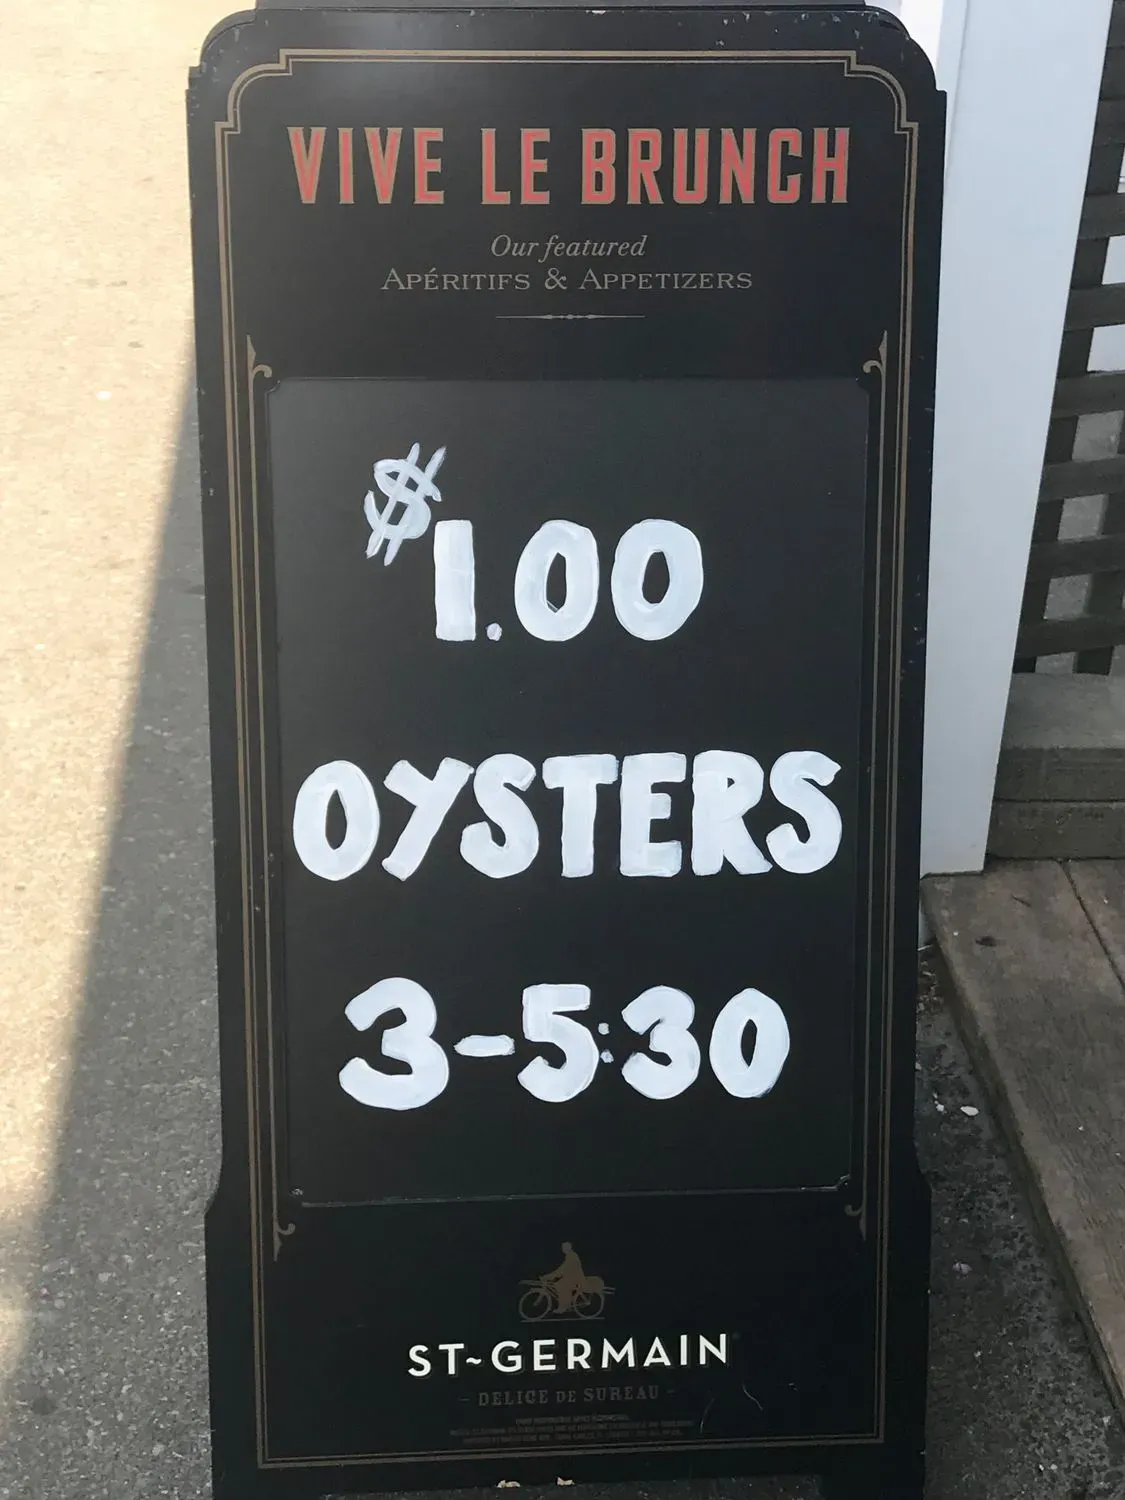 VIVE LE BRUNCH
Our featured
APÉRITIFS & APPETIZERS
$1.00
OYSTERS
3-5:30
ST~GERMAIN
- DELICE DE SUREAU -